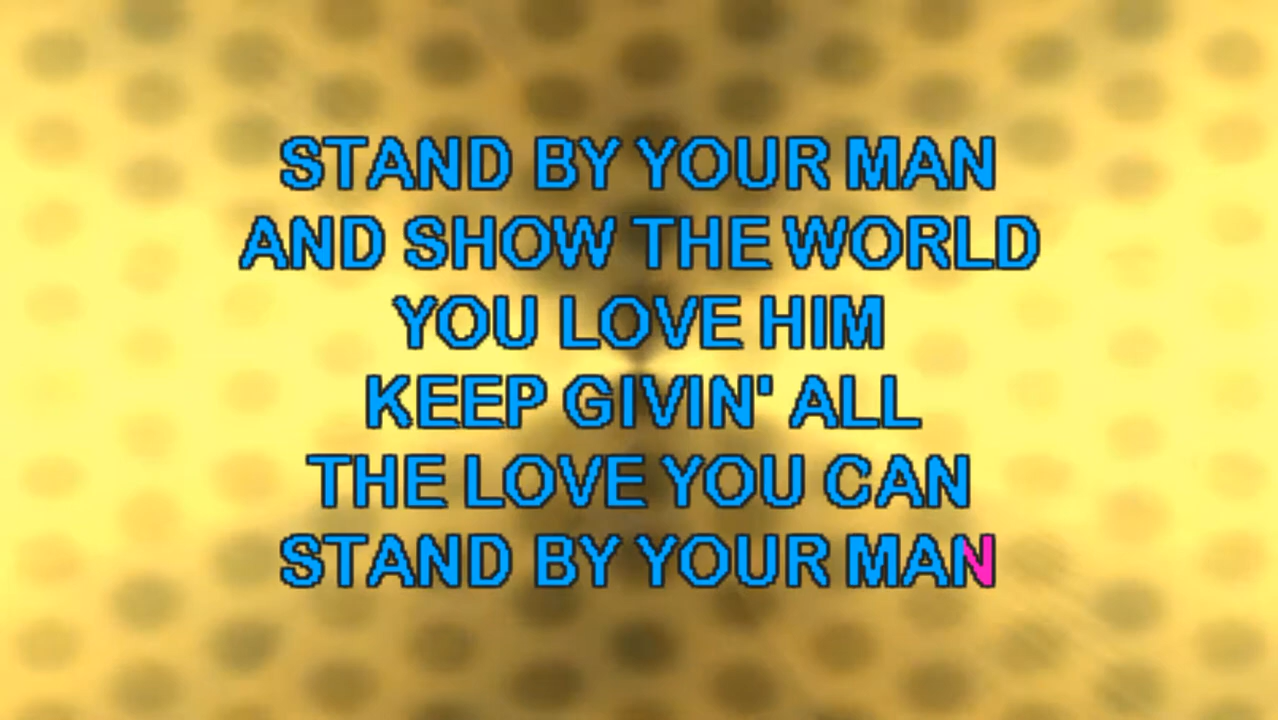 STAND BY YOUR MAN
AND SHOW THE WORLD
YOU LOVE HIM
KEEP GIVIN' ALL
THE LOVE YOU CAN
STAND BY YOUR MAN